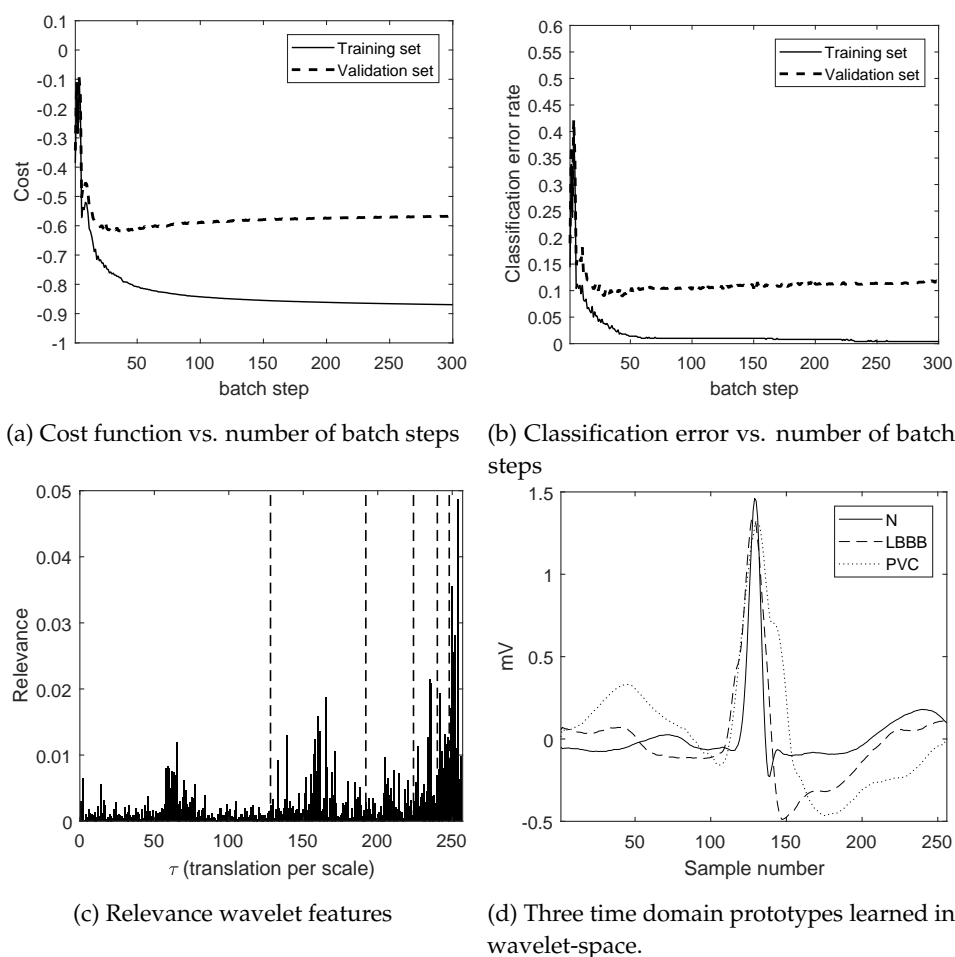 0.1
0
-0.1
-0.2
-0.3
-0.4
-0.5
-0.6
-0.7
-0.8
-0.9
-1
Cost
Training set
Validation set
50
100
150
200
250
300
batch step
(a) Cost function vs. number of batch steps
0.6
0.55
0.5
0.45
0.4
0.35
0.3
0.25
0.2
0.15
0.1
0.05
0
Classification error rate
Training set
Validation set
50
100
150
200
250
300
batch step
(b) Classification error vs. number of batch
steps
0.05
0.04
0.03
0.02
0.01
0
Relevance
0
50
100
150
200
250
τ (translation per scale)
(c) Relevance wavelet features
1.5
1
0.5
0
-0.5
mV
N
LBBB
PVC
50
100
150
200
250
Sample number
(d) Three time domain prototypes learned in
wavelet-space.